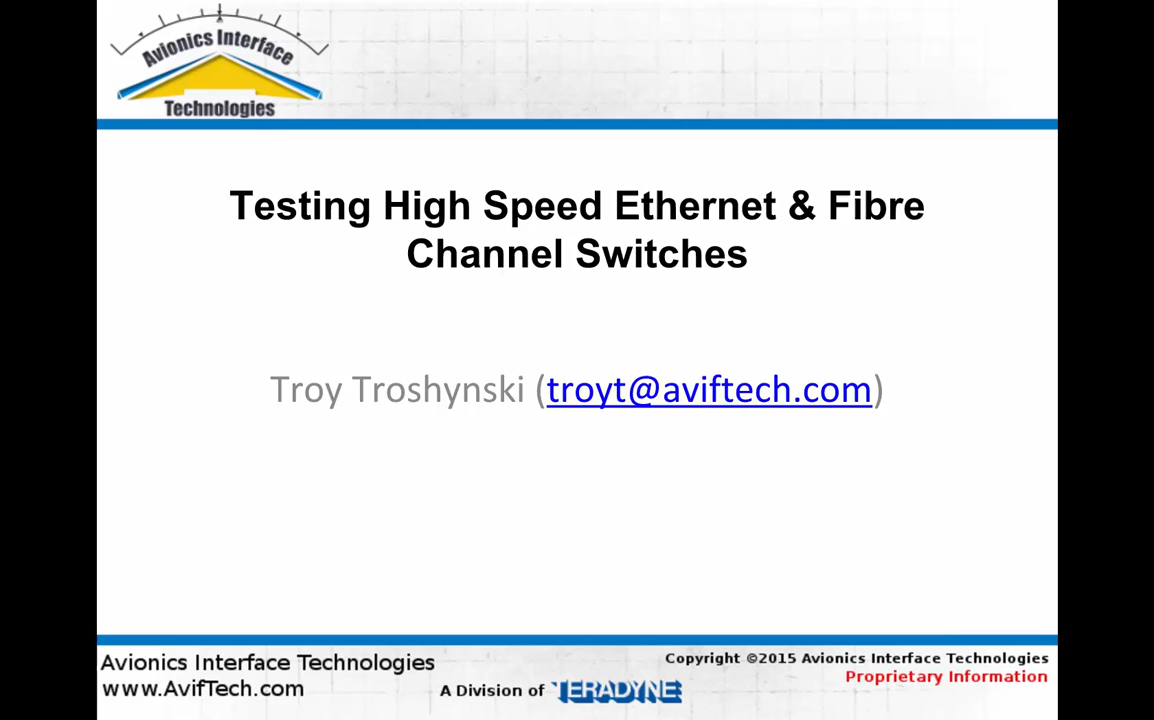 Avionics Interface
Technologies
Testing High Speed Ethernet & Fibre
Channel Switches
Troy Troshynski (troyt@aviftech.com)
Avionics Interface Technologies
www.AvifTech.com
A Division of TERADYNE
Copyright ©2015 Avionics Interface Technologies
Proprietary Information